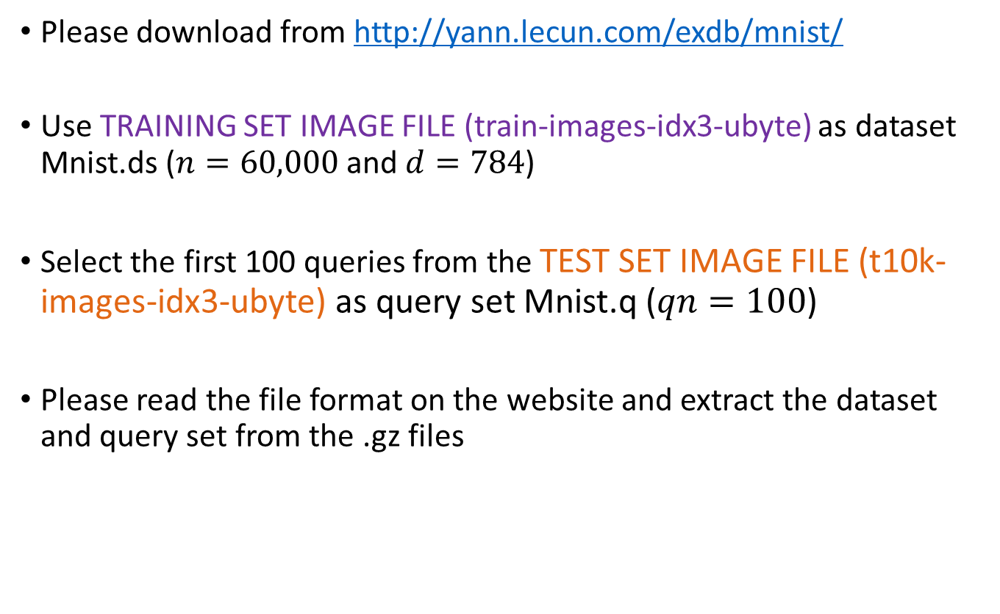 • Please download from http://yann.lecun.com/exdb/mnist/
• Use TRAINING SET IMAGE FILE (train-images-idx3-ubyte) as dataset
Mnist.ds (n = 60,000 and d = 784)
• Select the first 100 queries from the TEST SET IMAGE FILE (t10k-
images-idx3-ubyte) as query set Mnist.q (qn = 100)
• Please read the file format on the website and extract the dataset
and query set from the .gz files